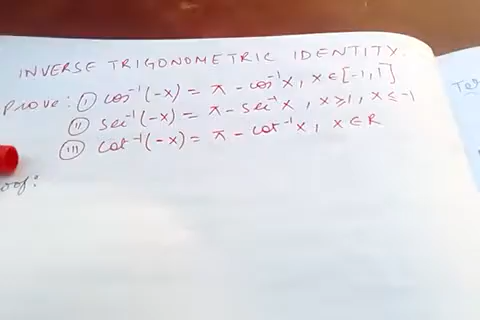 INVERSE TRIGONOMETRIC IDENTITY.
Prove: (i) cos⁻¹(-x) = π - cos⁻¹x, x ∈ [-1, 1]
(ii) sec⁻¹(-x) = π - sec⁻¹x, x ≥ 1, x ≤ -1
(iii) cot⁻¹(-x) = π - cot⁻¹x, x ∈ R
oof: